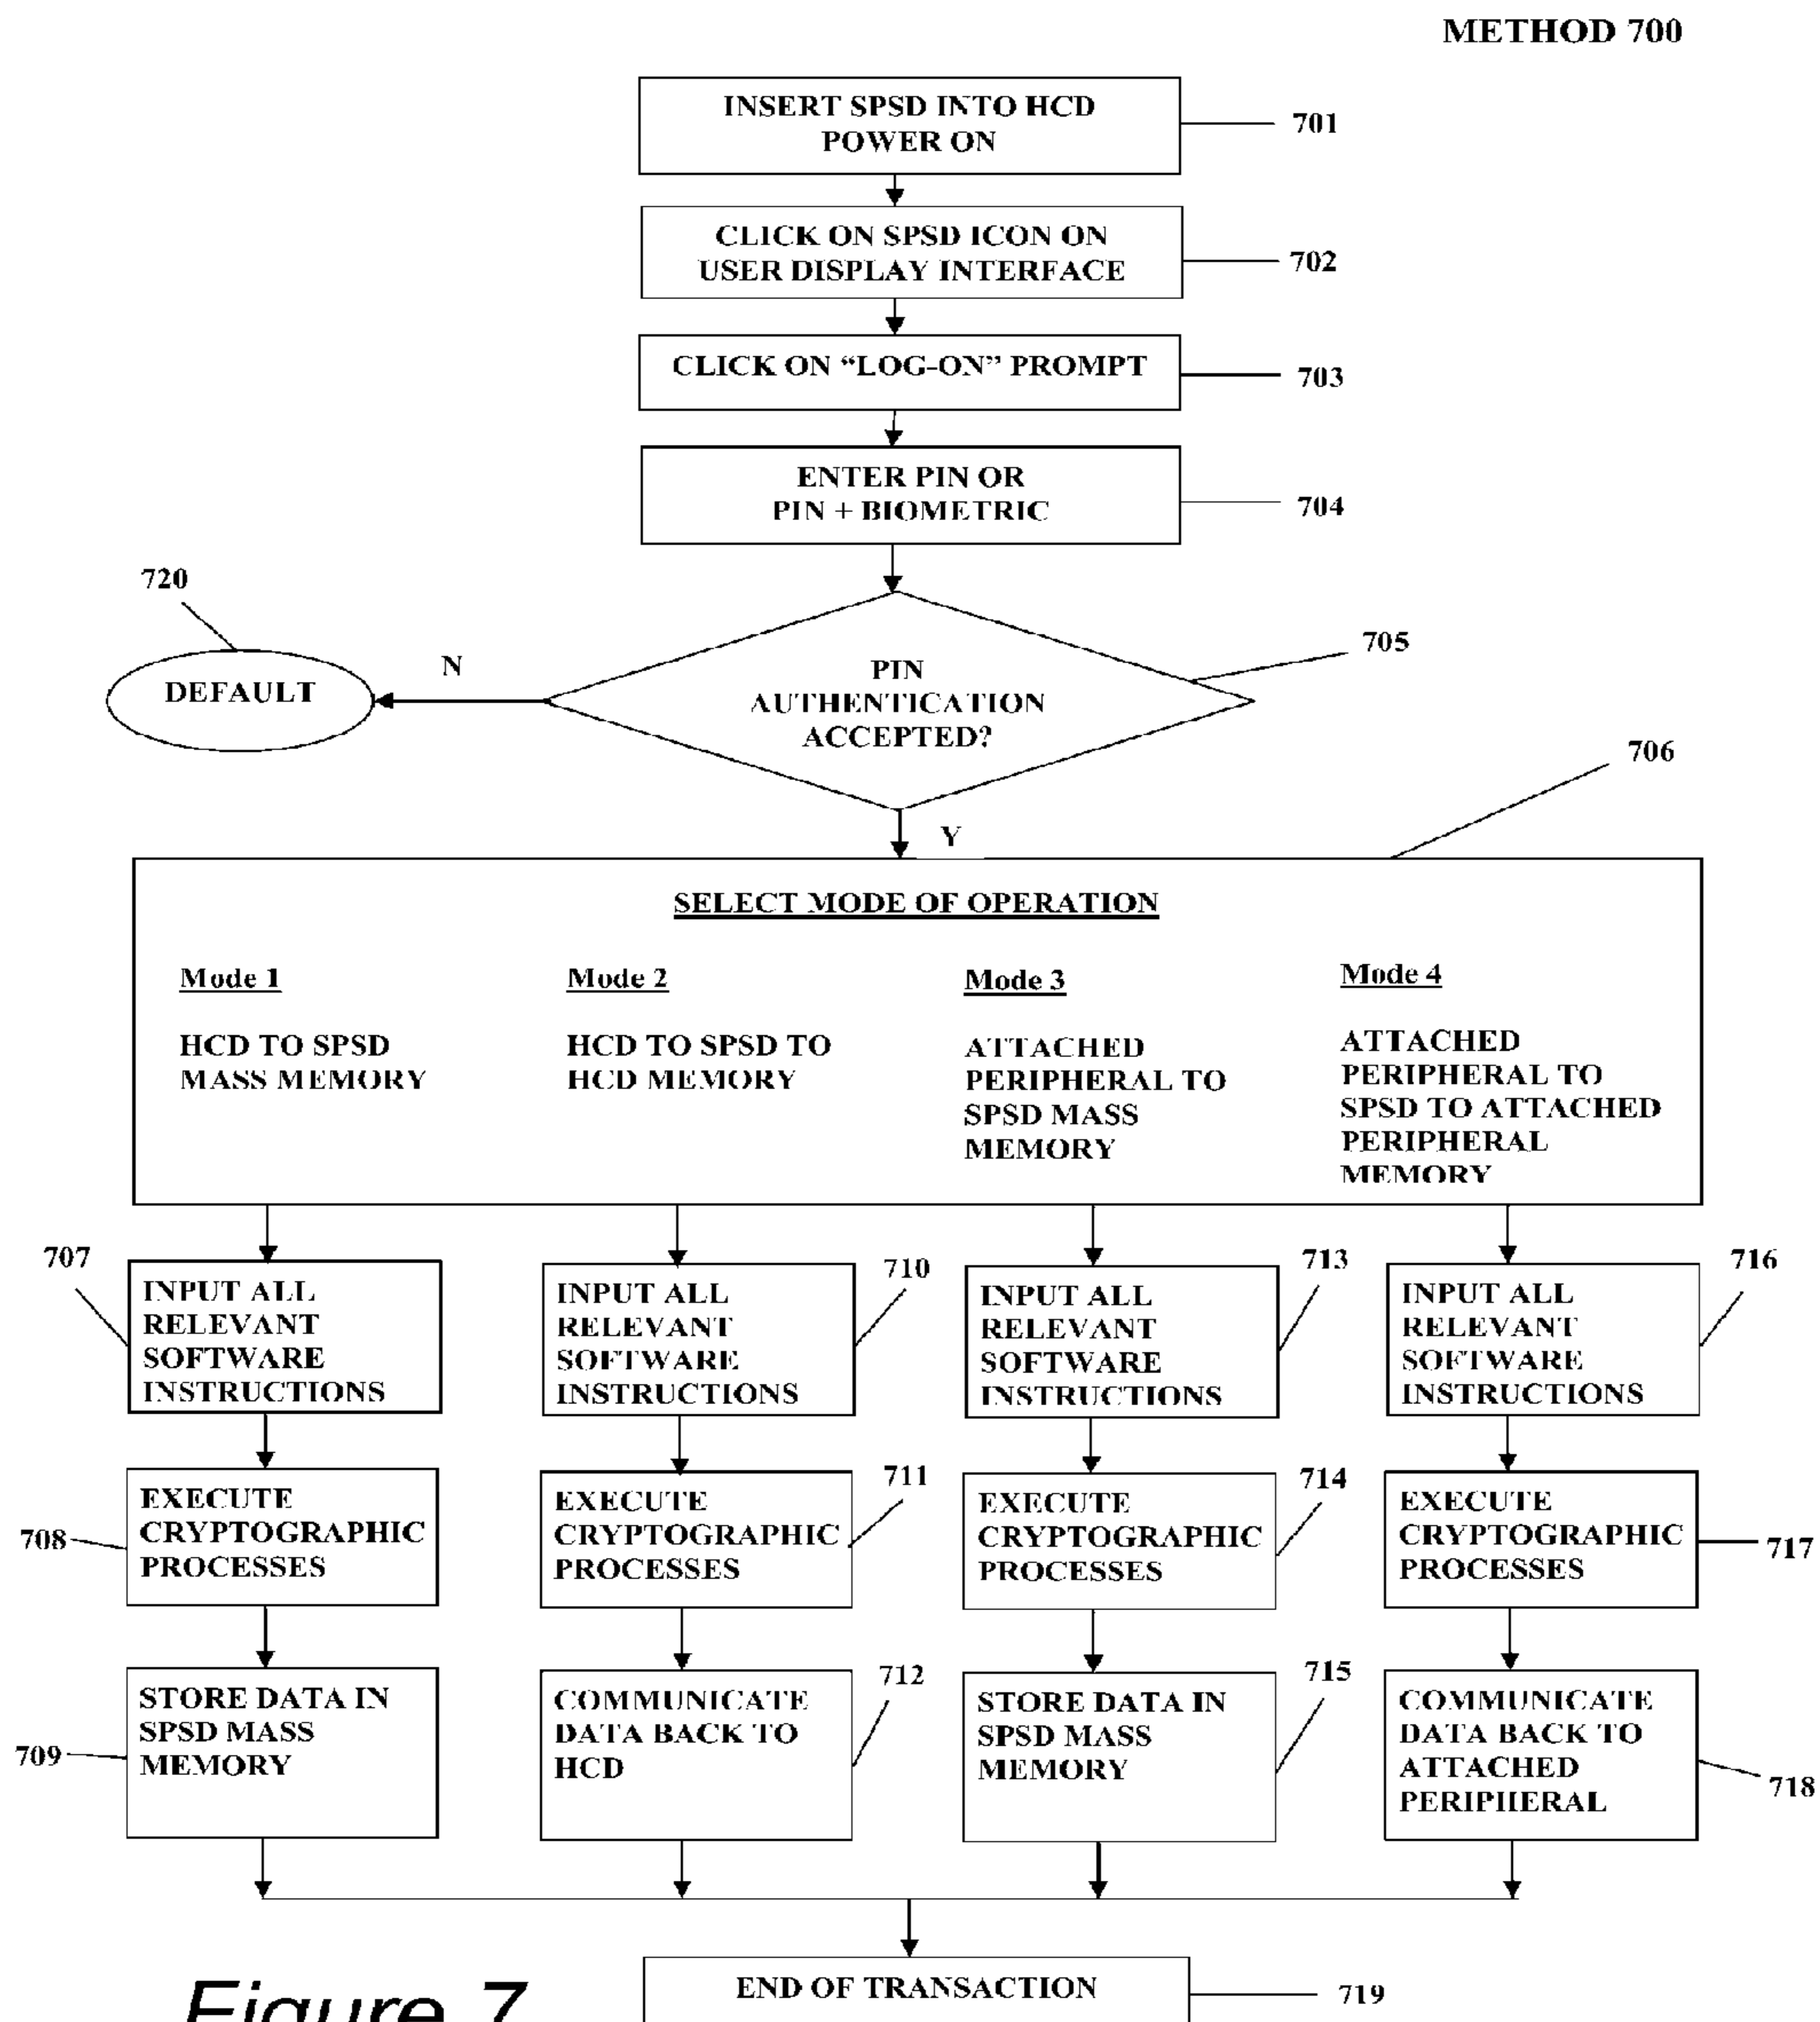 METHOD 700
INSERT SPSD INTO HCD
POWER ON
701
CLICK ON SPSD ICON ON
USER DISPLAY INTERFACE
702
CLICK ON “LOG-ON” PROMPT
703
ENTER PIN OR
PIN + BIOMETRIC
704
720
DEFAULT
N
PIN
AUTHENTICATION
ACCEPTED?
705
Y
706
SELECT MODE OF OPERATION
Mode 1
HCD TO SPSD
MASS MEMORY
Mode 2
HCD TO SPSD TO
HCD MEMORY
Mode 3
ATTACHED
PERIPHERAL TO
SPSD MASS
MEMORY
Mode 4
ATTACHED
PERIPHERAL TO
SPSD TO ATTACHED
PERIPHERAL
MEMORY
707
INPUT ALL
RELEVANT
SOFTWARE
INSTRUCTIONS
710
INPUT ALL
RELEVANT
SOFTWARE
INSTRUCTIONS
713
INPUT ALL
RELEVANT
SOFTWARE
INSTRUCTIONS
716
INPUT ALL
RELEVANT
SOFTWARE
INSTRUCTIONS
708
EXECUTE
CRYPTOGRAPHIC
PROCESSES
711
EXECUTE
CRYPTOGRAPHIC
PROCESSES
714
EXECUTE
CRYPTOGRAPHIC
PROCESSES
717
EXECUTE
CRYPTOGRAPHIC
PROCESSES
709
STORE DATA IN
SPSD MASS
MEMORY
712
COMMUNICATE
DATA BACK TO
HCD
715
STORE DATA IN
SPSD MASS
MEMORY
718
COMMUNICATE
DATA BACK TO
ATTACHED
PERIPHERAL
END OF TRANSACTION
719
Figure 7